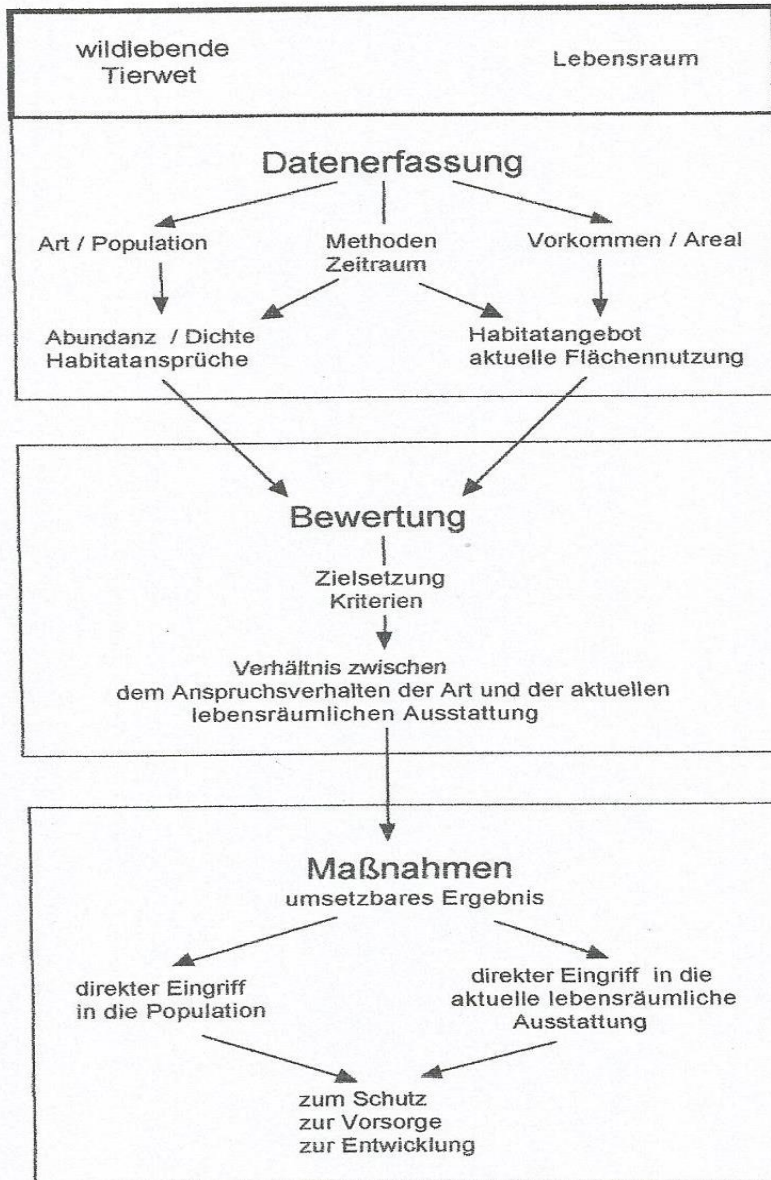 wildlebende
Tierwet
Lebensraum
Datenerfassung
Art / Population
Methoden
Zeitraum
Vorkommen / Areal
Abundanz / Dichte
Habitatansprüche
Habitatangebot
aktuelle Flächennutzung
Bewertung
Zielsetzung
Kriterien
Verhältnis zwischen
dem Anspruchsverhalten der Art und der aktuellen
lebensräumlichen Ausstattung
Maßnahmen
umsetzbares Ergebnis
direkter Eingriff
in die Population
direkter Eingriff in die
aktuelle lebensräumliche
Ausstattung
zum Schutz
zur Vorsorge
zur Entwicklung